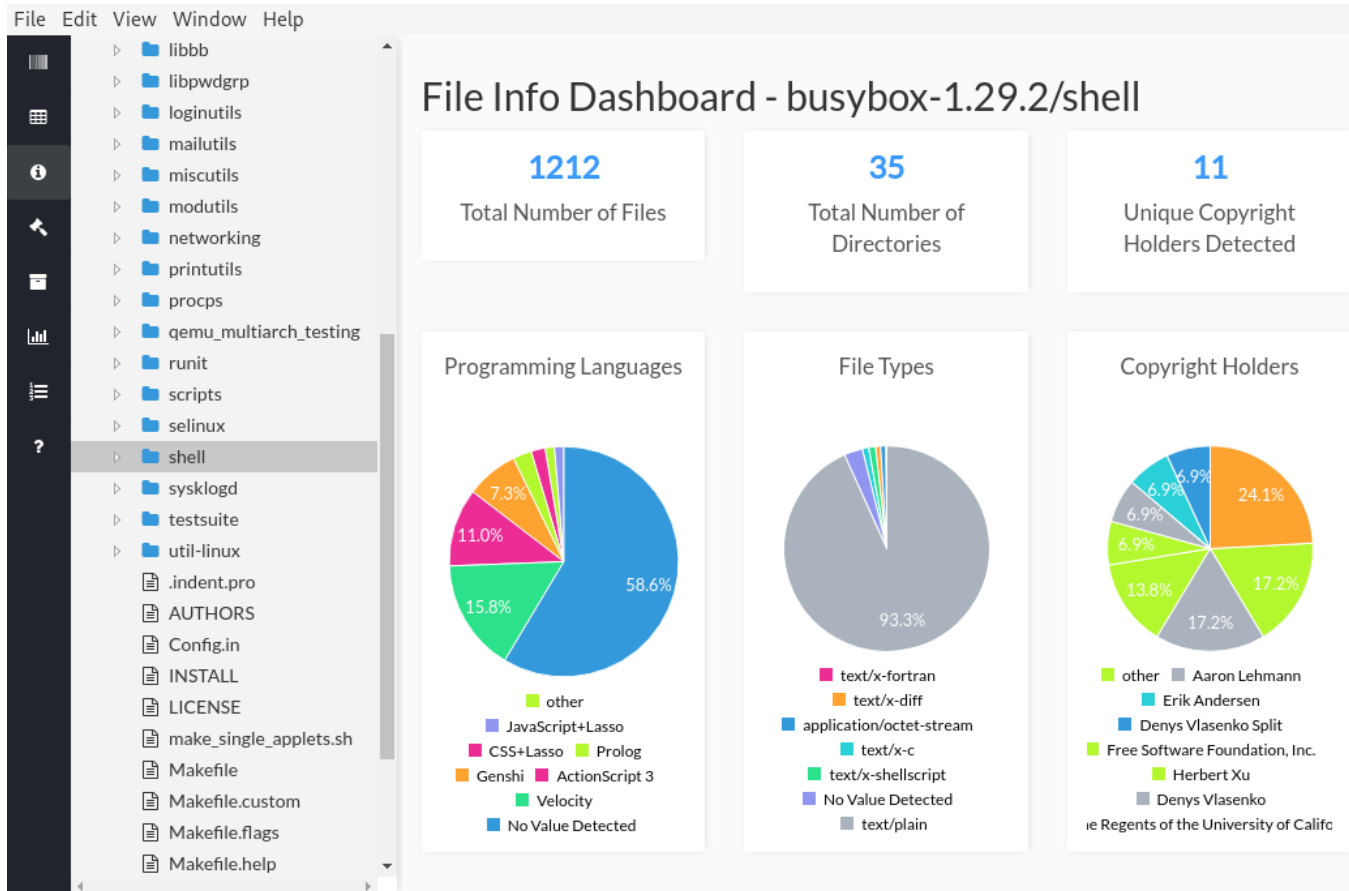 File Edit View Window Help
libbb
libpwdgrp
loginutils
mailutils
miscutils
modutils
networking
printutils
procps
qemu_multiarch_testing
runit
scripts
selinux
shell
sysklogd
testsuite
util-linux
.indent.pro
AUTHORS
Config.in
INSTALL
LICENSE
make_single_applets.sh
Makefile
Makefile.custom
Makefile.flags
Makefile.help
?
File Info Dashboard - busybox-1.29.2/shell
1212
Total Number of Files
35
Total Number of
Directories
11
Unique Copyright
Holders Detected
Programming Languages
7.3%
11.0%
58.6%
15.8%
other
JavaScript+Lasso
CSS+Lasso Prolog
Genshi ActionScript 3
Velocity
No Value Detected
File Types
93.3%
text/x-fortran
text/x-diff
application/octet-stream
text/x-c
text/x-shellscript
No Value Detected
text/plain
Copyright Holders
6.9%
24.1%
6.9%
6.9%
6.9%
17.2%
13.8%
17.2%
other Aaron Lehmann
Erik Andersen
Denys Vlasenko Split
Free Software Foundation, Inc.
Herbert Xu
Denys Vlasenko
Regents of the University of Califo